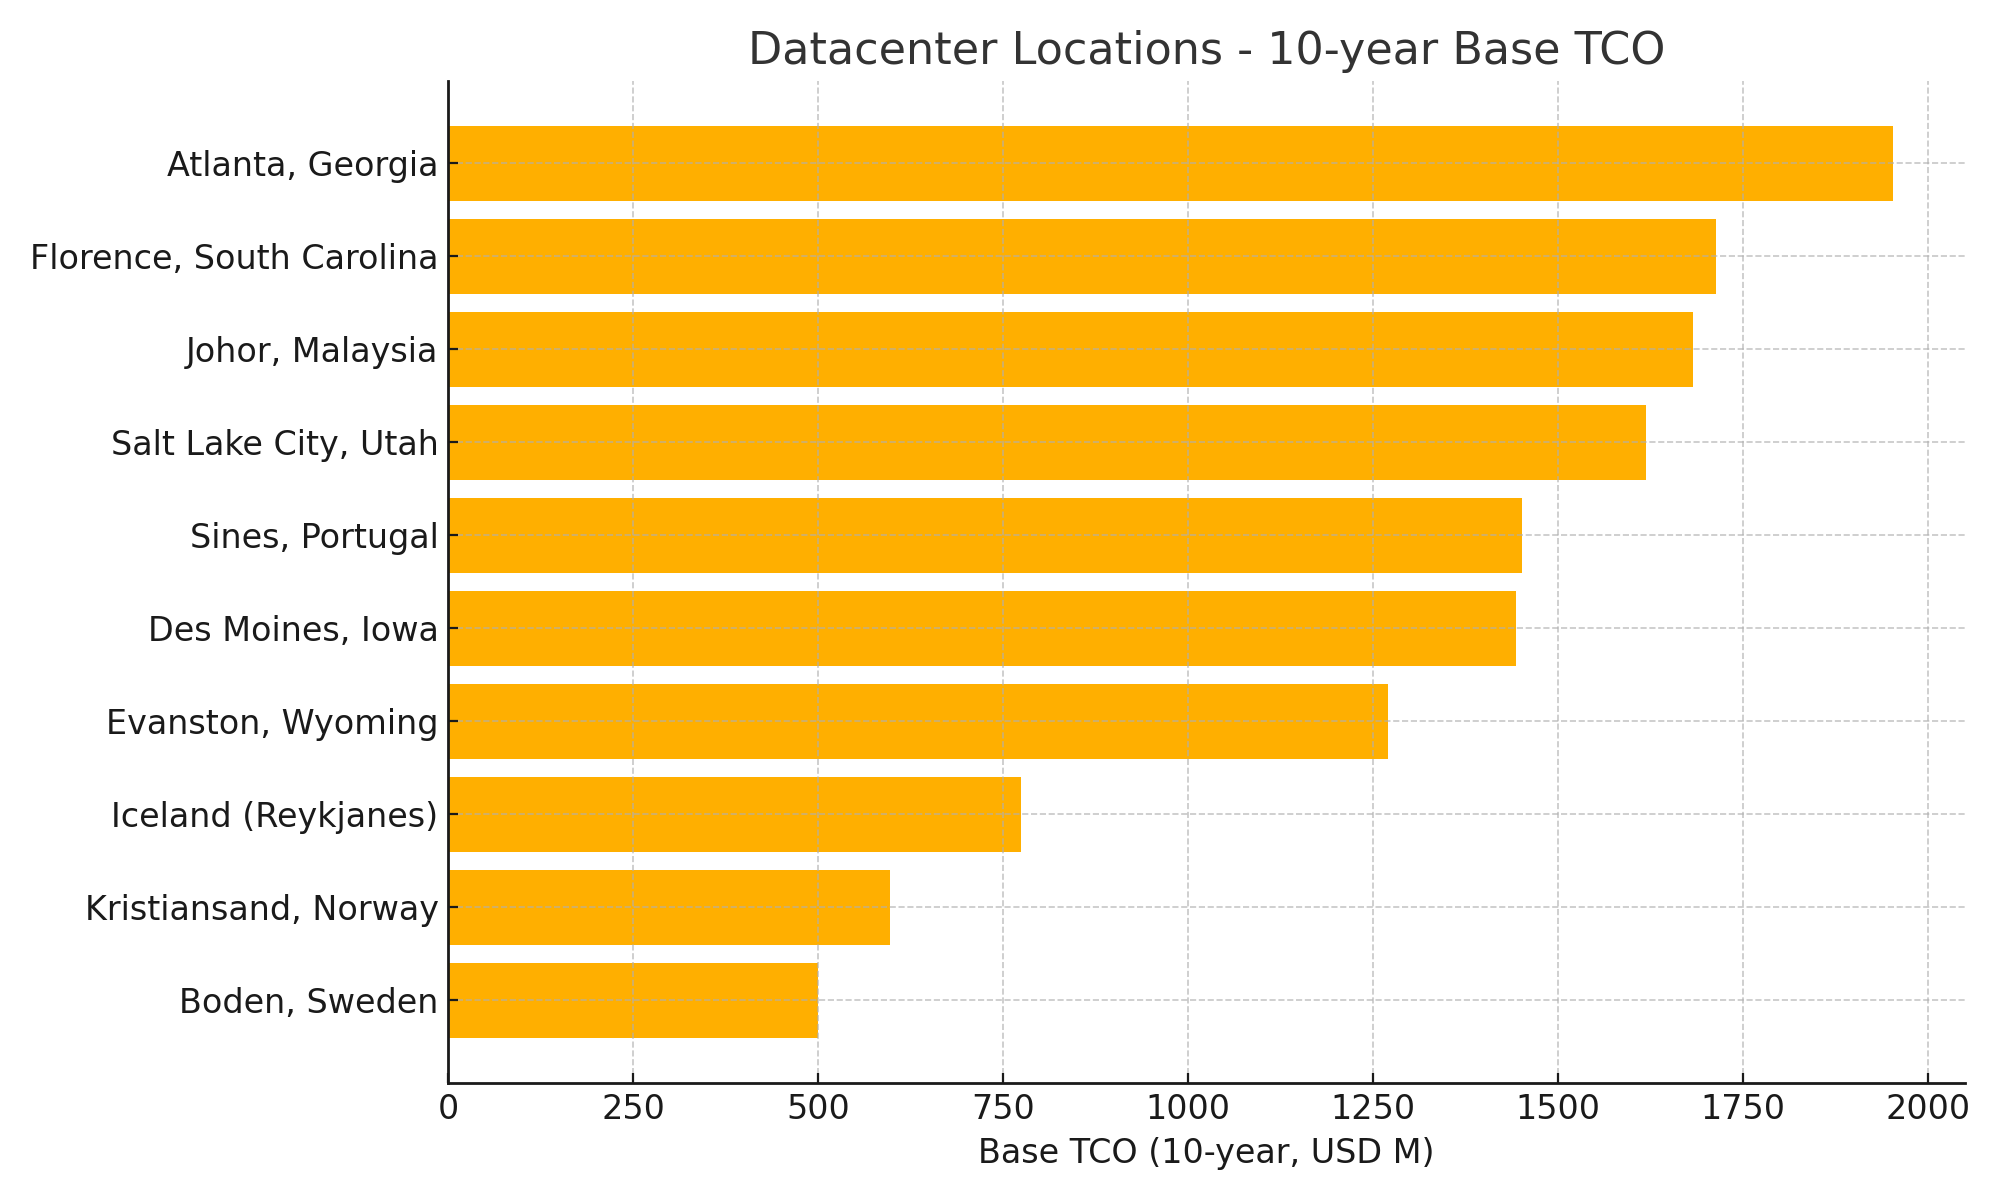 Datacenter Locations - 10-year Base TCO
Atlanta, Georgia
Florence, South Carolina
Johor, Malaysia
Salt Lake City, Utah
Sines, Portugal
Des Moines, Iowa
Evanston, Wyoming
Iceland (Reykjanes)
Kristiansand, Norway
Boden, Sweden
0 250 500 750 1000 1250 1500 1750 2000
Base TCO (10-year, USD M)